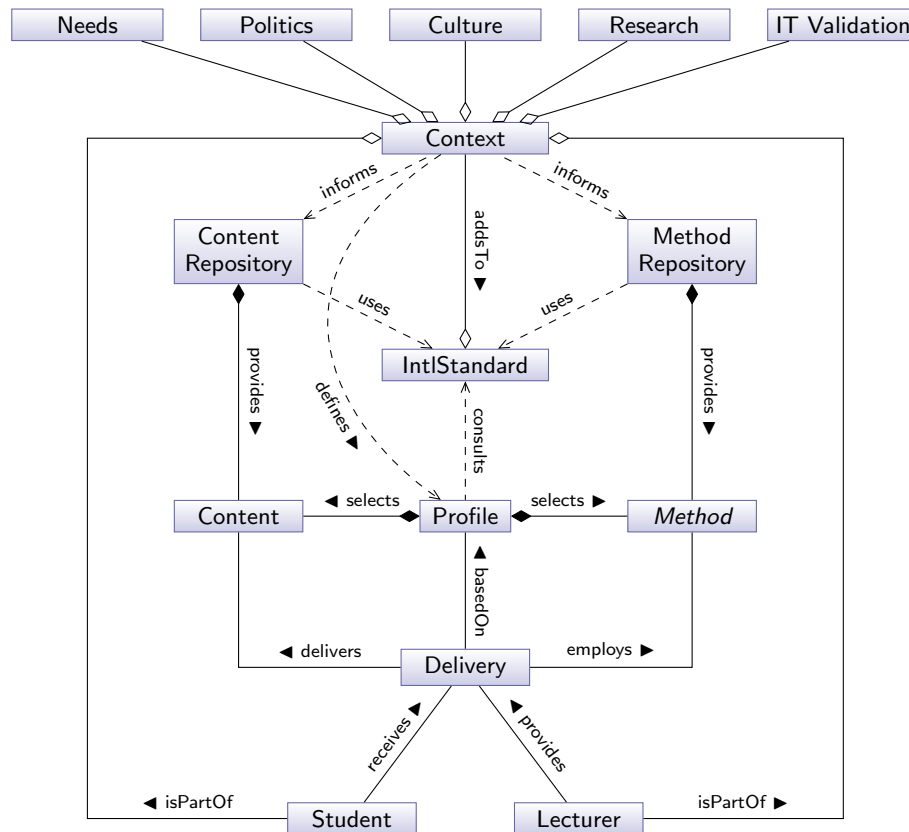 Needs
Politics
Culture
Research
IT Validation
Context
informs
informs
Content
Repository
addsTo ▶
Method
Repository
uses
uses
IntlStandard
provides ▶
defines ▶
consults
provides ▶
◀ selects
selects ▶
Content
Profile
Method
basedOn ▶
◀ delivers
employs ▶
Delivery
receives ▶
◀ provides
◀ isPartOf
isPartOf ▶
Student
Lecturer